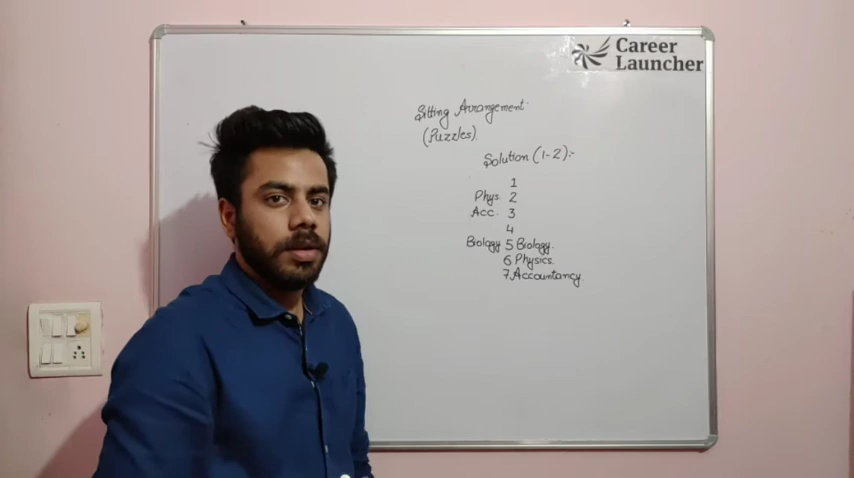 Career
Launcher
Sitting Arrangement
(Puzzles)
Solution (1-2):-
1
Phys. 2
Acc. 3
4
Biology 5 Biology.
6 Physics.
7 Accountancy.